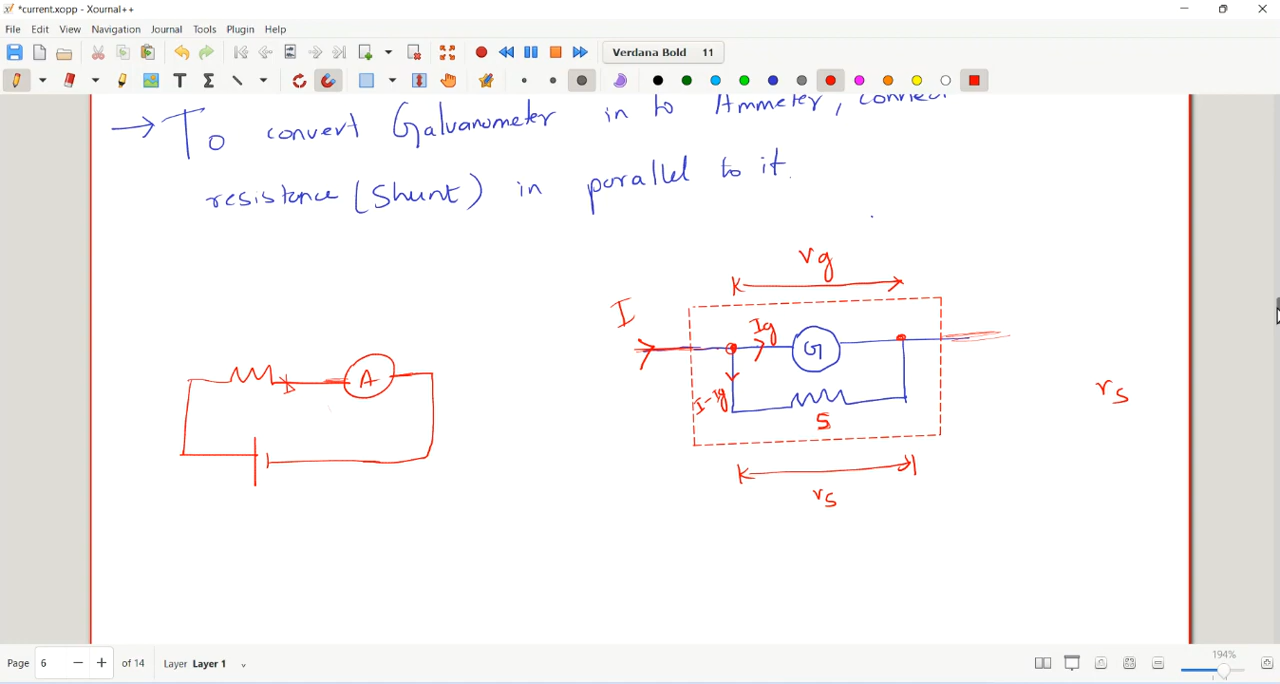 *current.xopp - Xournal++
File Edit View Navigation Journal Tools Plugin Help
Verdana Bold 11
→ To convert Galvanometer in to Ammeter, connect
resistance (Shunt) in parallel to it.
Vg
I
Ig
G
I-Ig
S
A
rs
rs
Page 6 of 14 Layer Layer 1
194%